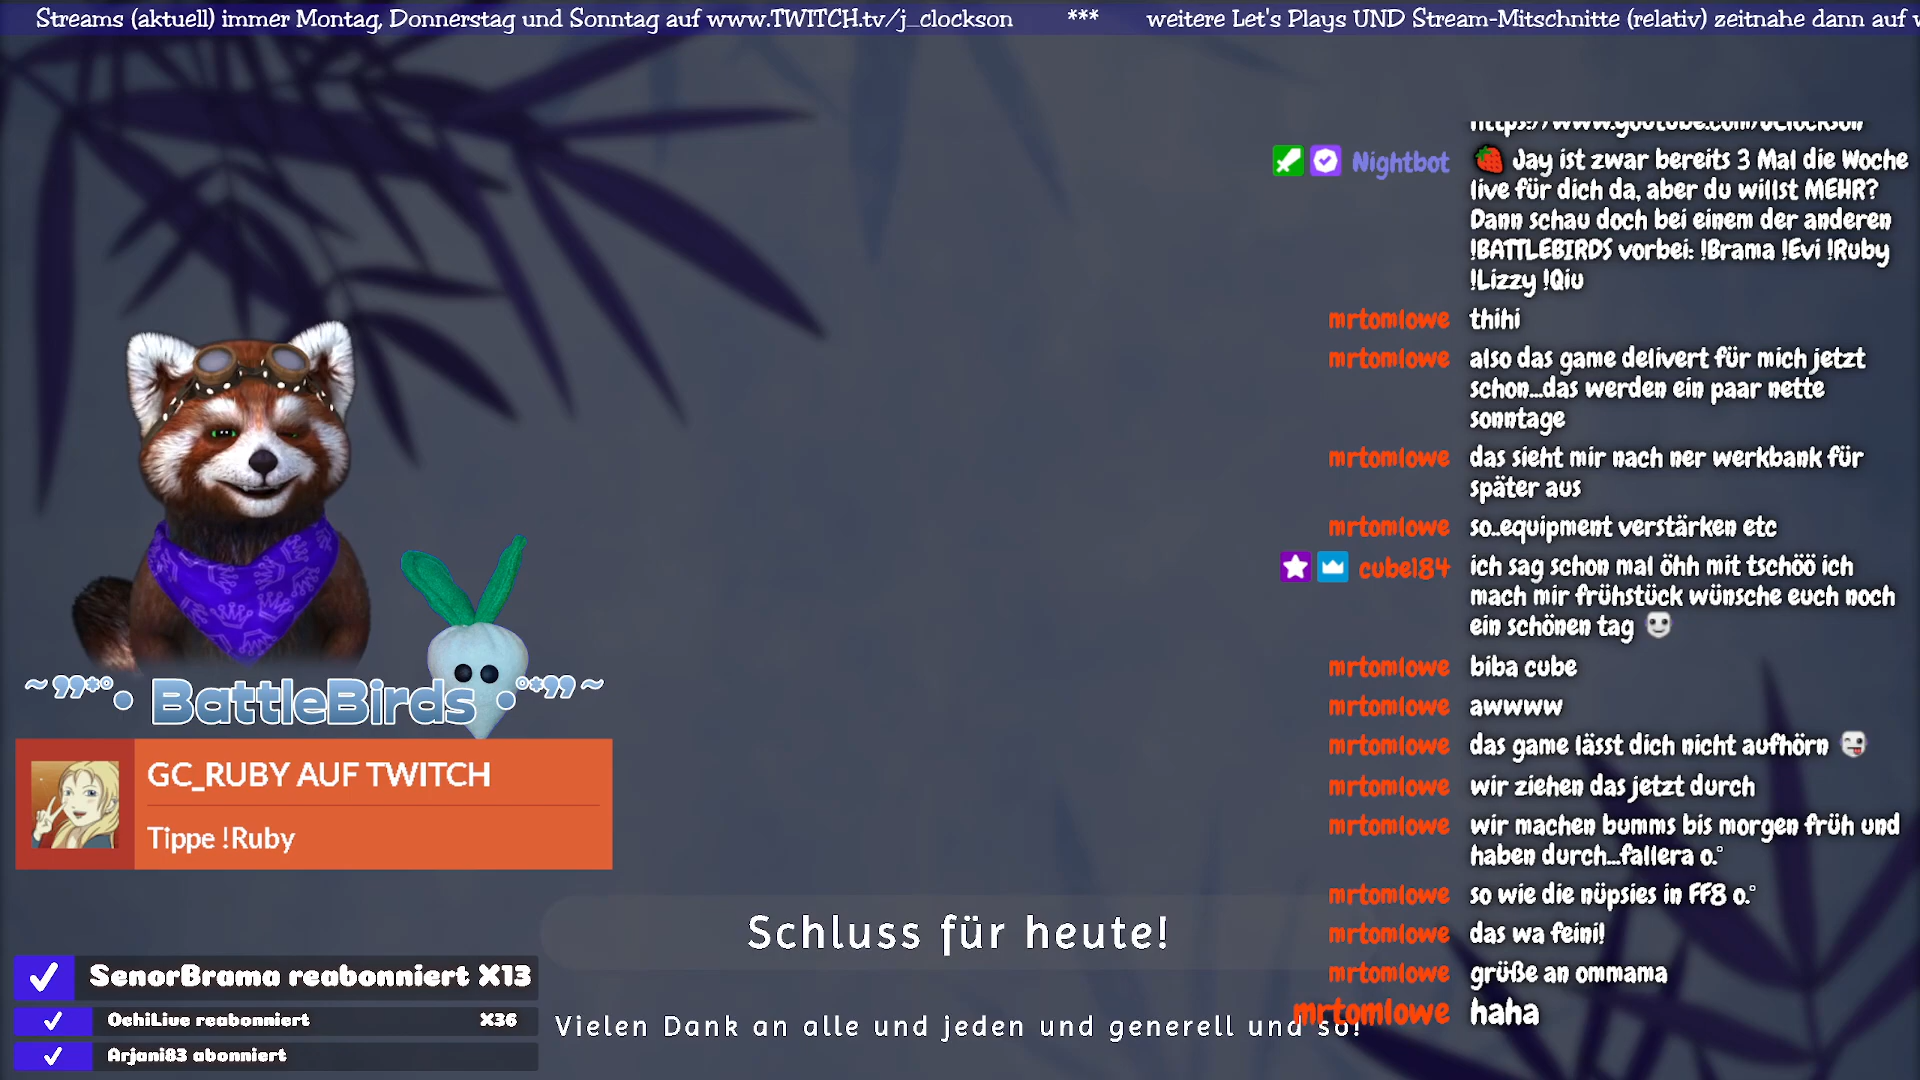 Streams (aktuell) immer Montag, Donnerstag und Sonntag auf www.TWITCH.tv/j_clockson *** weitere Let's Plays UND Stream-Mitschnitte (relativ) zeitnahe dann auf
Nightbot 🍓 Jay ist zwar bereits 3 Mal die Woche
live für dich da, aber du willst MEHR?
Dann schau doch bei einem der anderen
!BATTLEBIRDS vorbei: !Brama !Evi !Ruby
!Lizzy !Qiu
mrtomlowe thihi
mrtomlowe also das game delivert für mich jetzt
schon...das werden ein paar nette
sonntage
mrtomlowe das sieht mir nach ner werkbank für
später aus
mrtomlowe so..equipment verstärken etc
cube184 ich sag schon mal öhh mit tschöö ich
mach mir frühstück wünsche euch noch
ein schönen tag
mrtomlowe biba cube
mrtomlowe awwww
mrtomlowe das game lässt dich nicht aufhörn
mrtomlowe wir ziehen das jetzt durch
mrtomlowe wir machen bumms bis morgen früh und
haben durch...fallera o.°
mrtomlowe so wie die nüpsies in FF8 o.°
mrtomlowe das wa feini!
mrtomlowe grüße an ommama
mrtomlowe haha
~"*°• BattleBirds •°*"~
GC_RUBY AUF TWITCH
Tippe !Ruby
Schluss für heute!
Vielen Dank an alle und jeden und generell und so!
SenorBrama reabonniert X13
OchiLive reabonniert X36
Arjani83 abonniert